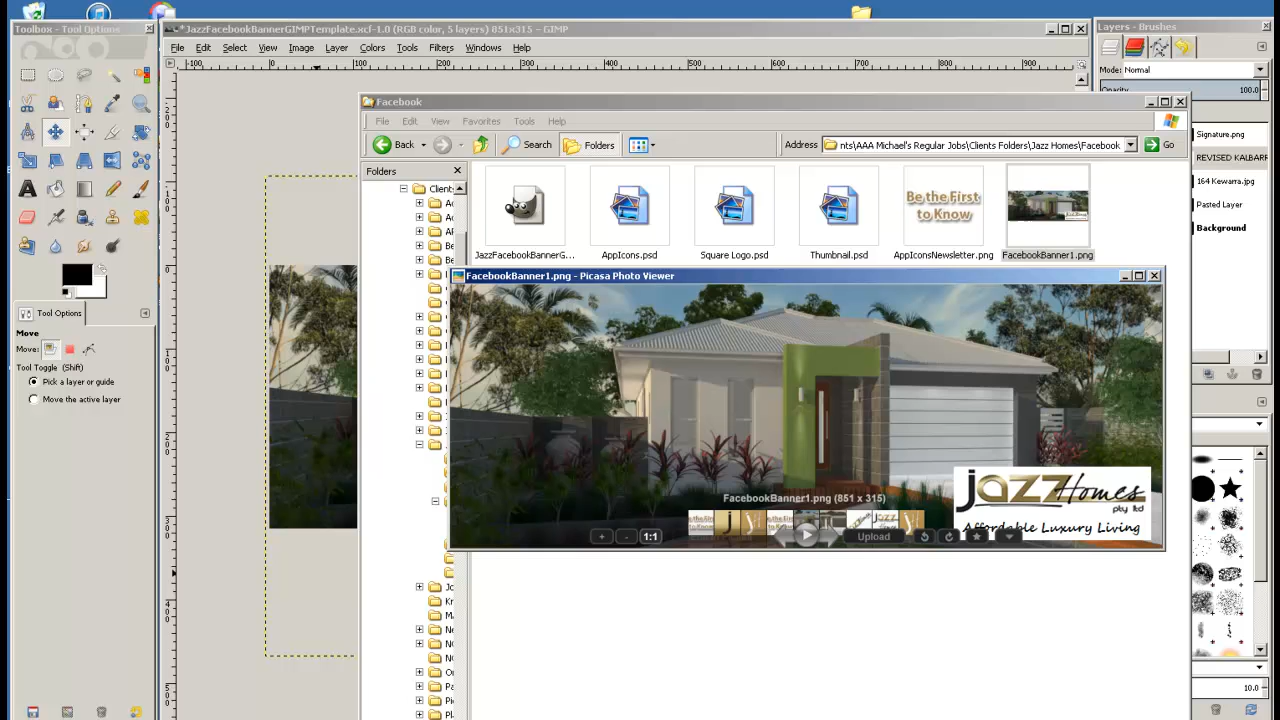 Toolbox - Tool Options
*JazzFacebookBannerGIMPTemplate.xcf-1.0 (RGB color, 5 layers) 851x315 – GIMP
Layers - Brushes
File Edit Select View Image Layer Colors Tools Filters Windows Help
-100 0 100 200 500 600 700 800 900
Mode: Normal
Opacity 100.0
Facebook
File Edit View Favorites Tools Help
Back Search Folders Address nts\AAA Michael's Regular Jobs\Clients Folders\Jazz Homes\Facebook Go
Folders
Signature.png
REVISED KALBARR
164 Kewarra.jpg
Pasted Layer
Background
Clients
Be the First
to Know
JazzFacebookBannerG... AppIcons.psd Square Logo.psd Thumbnail.psd AppIconsNewsletter.png FacebookBanner1.png
FacebookBanner1.png - Picasa Photo Viewer
Tool Options
Move
Move:
Tool Toggle (Shift)
Pick a layer or guide
Move the active layer
jazz Homes
pty ltd
Affordable Luxury Living
FacebookBanner1.png (851 x 315)
+ - 1:1 Upload
10.0